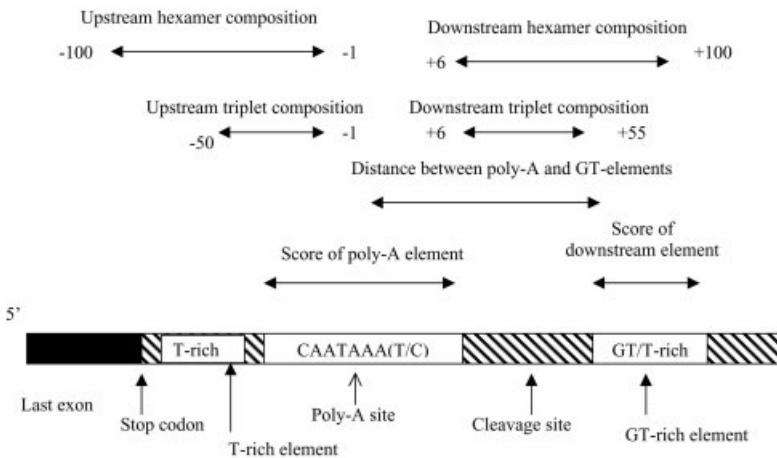 Upstream hexamer composition
Downstream hexamer composition
-100
-1
+6
+100
Upstream triplet composition
Downstream triplet composition
-50
-1
+6
+55
Distance between poly-A and GT-elements
Score of poly-A element
Score of
downstream element
5’
T-rich
CAATAAA(T/C)
GT/T-rich
Last exon
Stop codon
T-rich element
Poly-A site
Cleavage site
GT-rich element